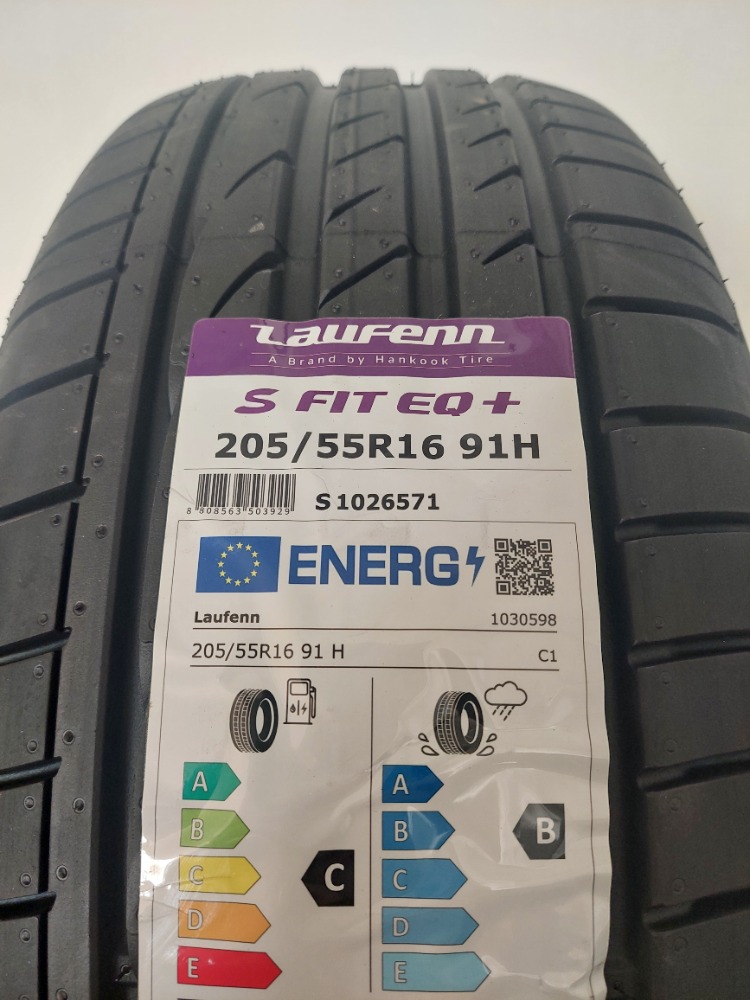 Laufenn
A Brand by Hankook Tire
S FIT EQ+
205/55R16 91H
8 808563 503929
S 1026571
ENERG
Laufenn 1030598
205/55R16 91 H C1
A A
B B B
C C C
D D
E E